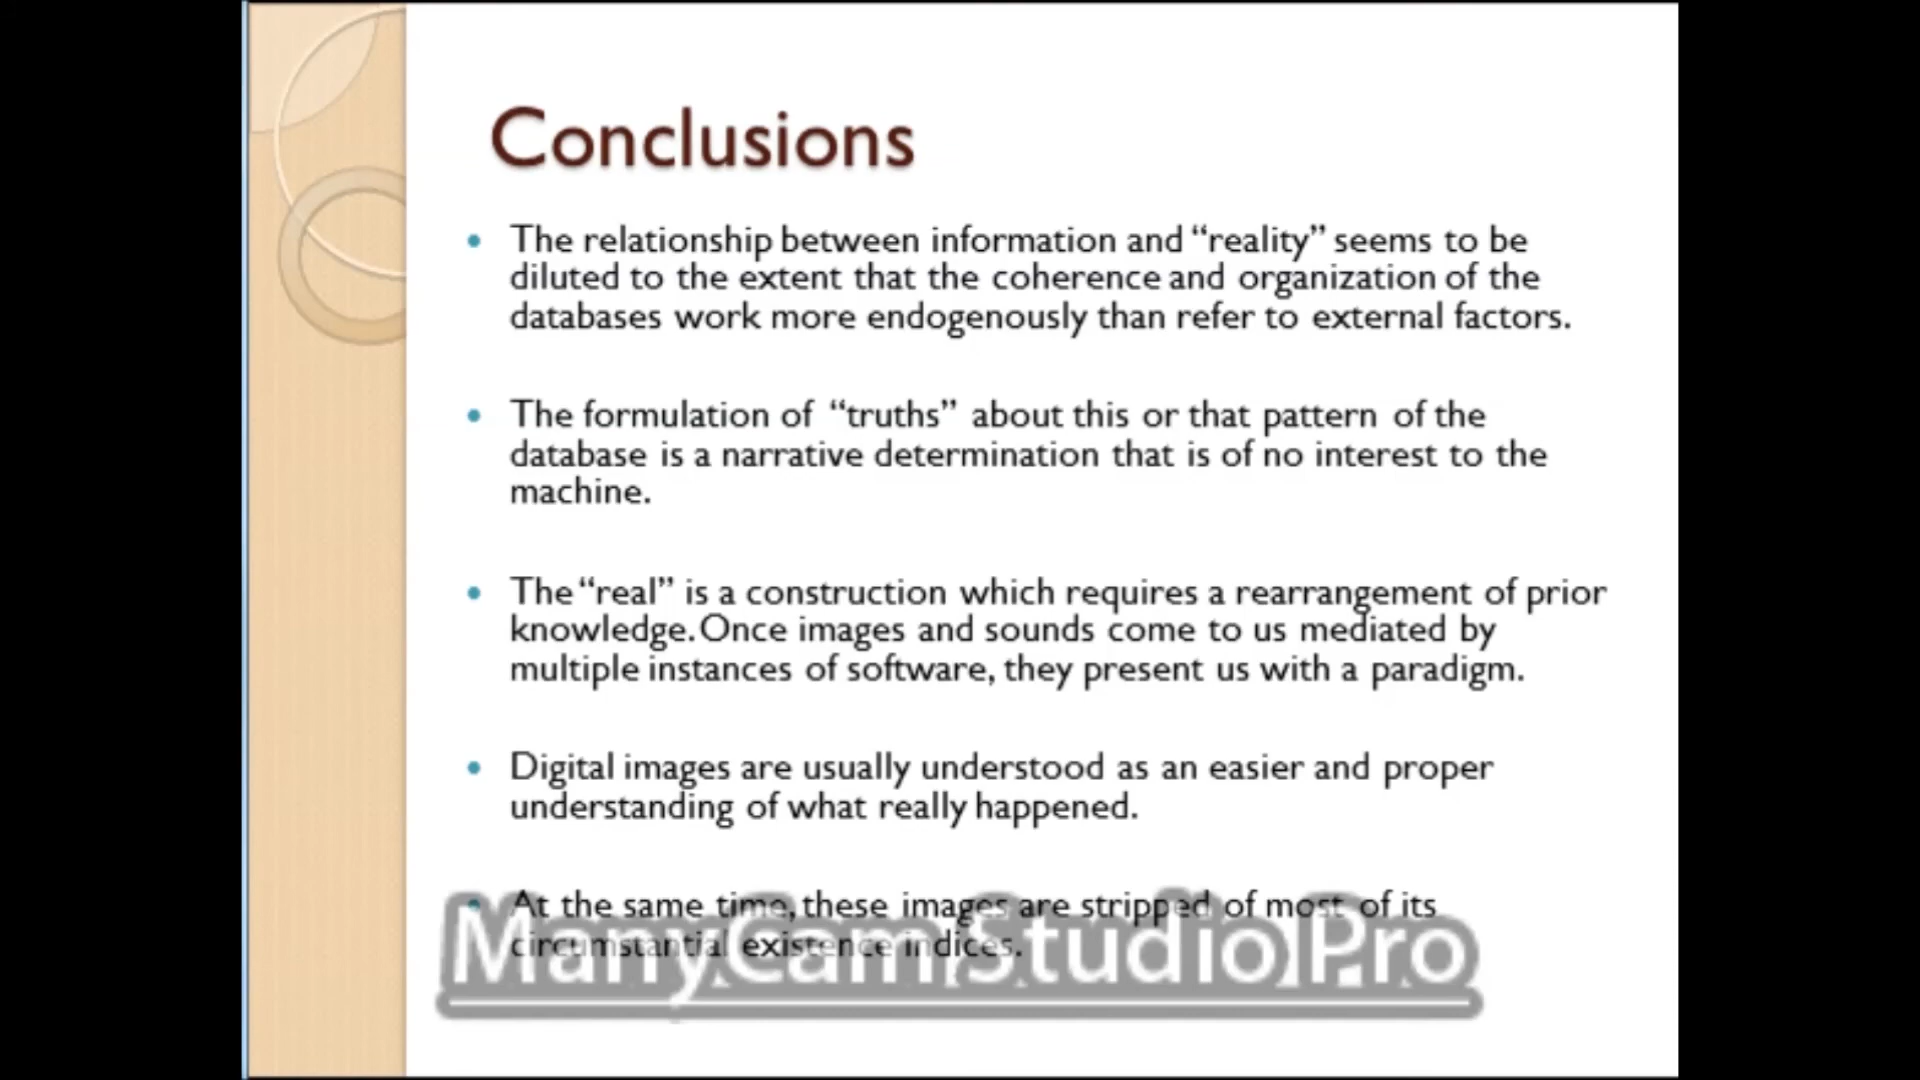 Conclusions
• The relationship between information and “reality” seems to be
diluted to the extent that the coherence and organization of the
databases work more endogenously than refer to external factors.
• The formulation of “truths” about this or that pattern of the
database is a narrative determination that is of no interest to the
machine.
• The “real” is a construction which requires a rearrangement of prior
knowledge. Once images and sounds come to us mediated by
multiple instances of software, they present us with a paradigm.
• Digital images are usually understood as an easier and proper
understanding of what really happened.
• At the same time, these images are stripped of most of its
circumstantial existence indices.
ManyCam Studio Pro